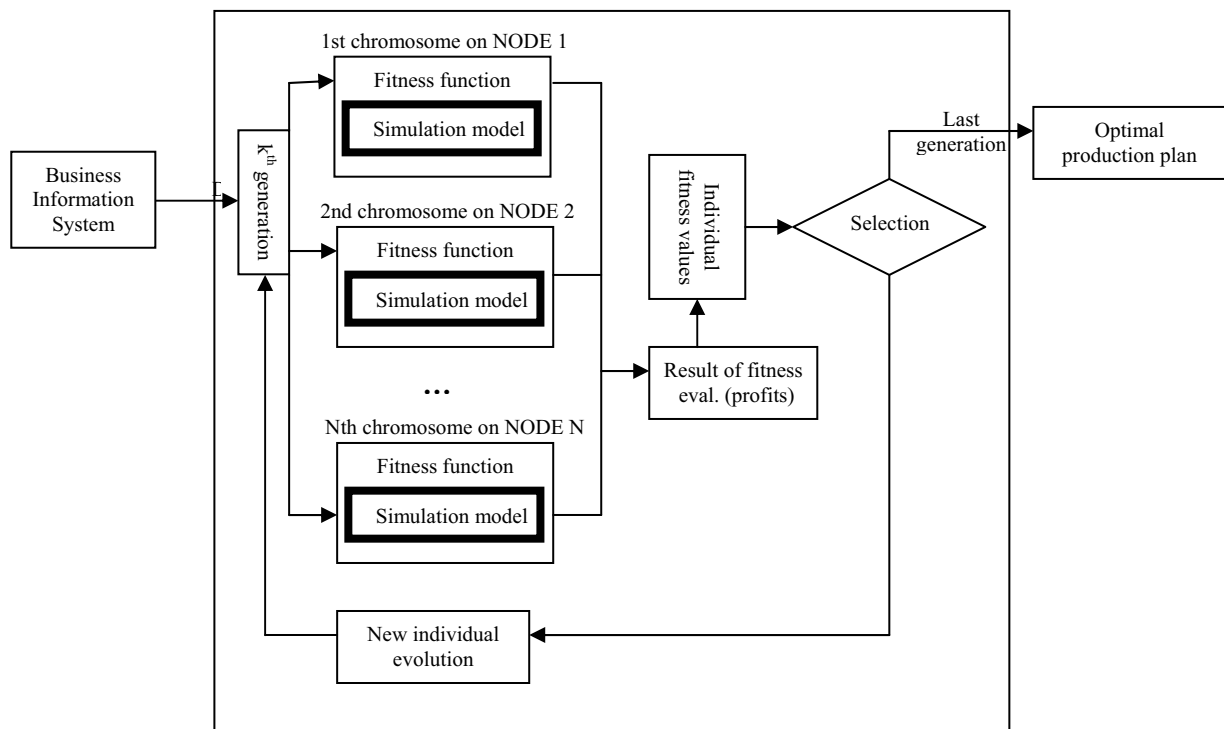 1st chromosome on NODE 1
Fitness function
Simulation model
Business
Information
System
kth generation
2nd chromosome on NODE 2
Fitness function
Simulation model
...
Nth chromosome on NODE N
Fitness function
Simulation model
Result of fitness
eval. (profits)
Individual
fitness values
Selection
Last
generation
Optimal
production plan
New individual
evolution